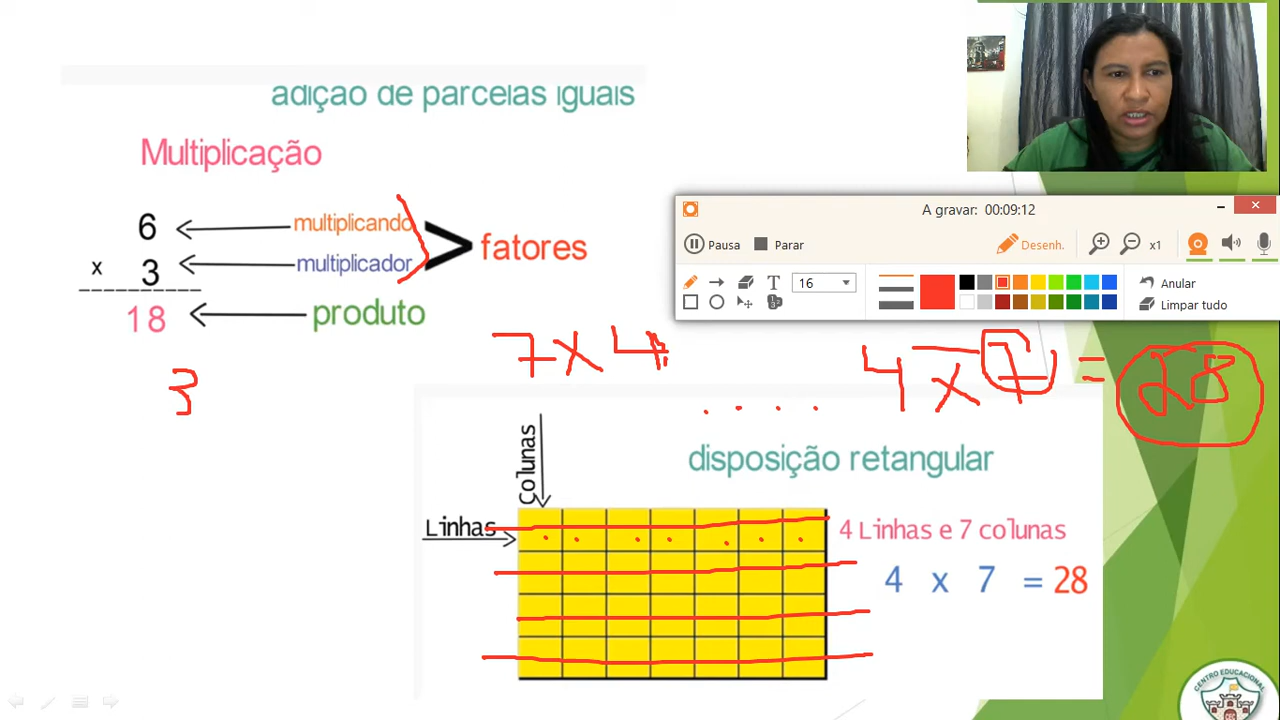 adição de parcelas iguais
Multiplicação
6
multiplicando
x 3
multiplicador
> fatores
18
produto
3
A gravar: 00:09:12
Pausa
Parar
Desenh.
x1
T
16
Anular
Limpar tudo
7 x 4
4 x 7 = 28
Colunas
Linhas
disposição retangular
4 Linhas e 7 colunas
4 x 7 = 28
CENTRO EDUCACIONAL